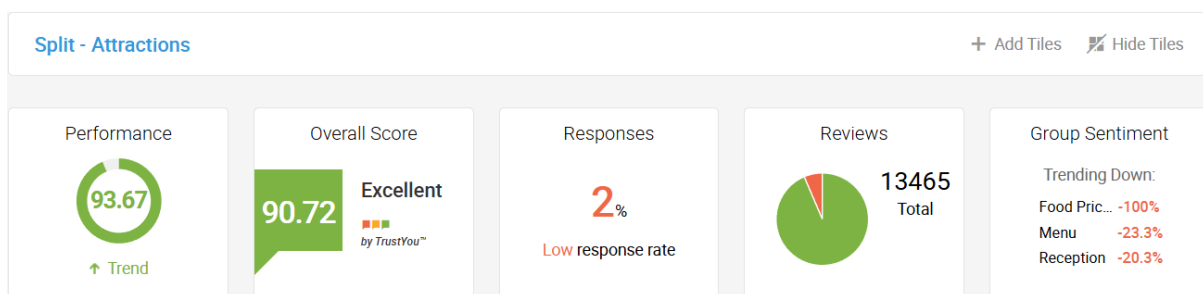 Split - Attractions
+ Add Tiles
Hide Tiles
Performance
93.67
Trend
Overall Score
90.72
Excellent
by TrustYou™
Responses
2%
Low response rate
Reviews
13465
Total
Group Sentiment
Trending Down:
Food Pric... -100%
Menu -23.3%
Reception -20.3%